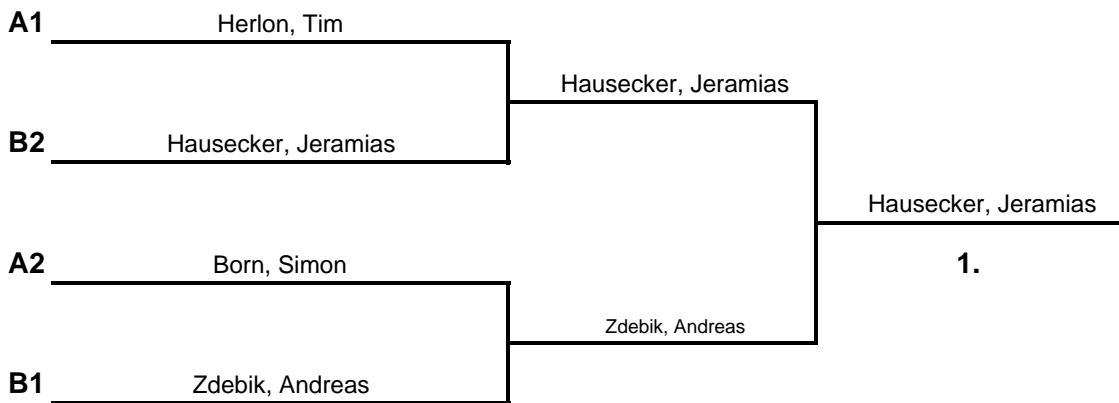 A1 Herlon, Tim
Hausecker, Jeramias
B2 Hausecker, Jeramias
Hausecker, Jeramias
A2 Born, Simon
1.
Zdebik, Andreas
B1 Zdebik, Andreas